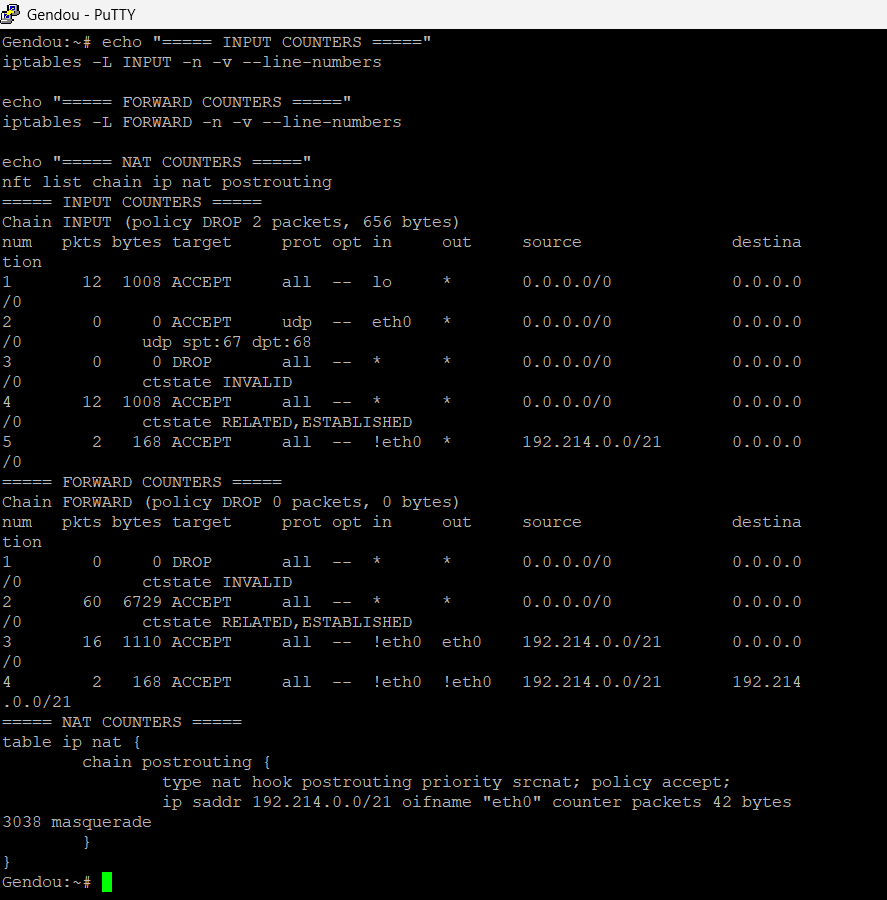 Gendou - PuTTY
Gendou:~# echo "===== INPUT COUNTERS ====="
iptables -L INPUT -n -v --line-numbers
echo "===== FORWARD COUNTERS ====="
iptables -L FORWARD -n -v --line-numbers
echo "===== NAT COUNTERS ====="
nft list chain ip nat postrouting
===== INPUT COUNTERS =====
Chain INPUT (policy DROP 2 packets, 656 bytes)
num   pkts bytes target     prot opt in     out     source               destina
tion
1       12  1008 ACCEPT     all  --  lo     *       0.0.0.0/0            0.0.0.0
/0
2        0     0 ACCEPT     udp  --  eth0   *       0.0.0.0/0            0.0.0.0
/0            udp spt:67 dpt:68
3        0     0 DROP       all  --  *      *       0.0.0.0/0            0.0.0.0
/0            ctstate INVALID
4       12  1008 ACCEPT     all  --  *      *       0.0.0.0/0            0.0.0.0
/0            ctstate RELATED,ESTABLISHED
5        2   168 ACCEPT     all  --  !eth0  *       192.214.0.0/21       0.0.0.0
/0
===== FORWARD COUNTERS =====
Chain FORWARD (policy DROP 0 packets, 0 bytes)
num   pkts bytes target     prot opt in     out     source               destina
tion
1        0     0 DROP       all  --  *      *       0.0.0.0/0            0.0.0.0
/0            ctstate INVALID
2       60  6729 ACCEPT     all  --  *      *       0.0.0.0/0            0.0.0.0
/0            ctstate RELATED,ESTABLISHED
3       16  1110 ACCEPT     all  --  !eth0  eth0    192.214.0.0/21       0.0.0.0
/0
4        2   168 ACCEPT     all  --  !eth0  !eth0   192.214.0.0/21       192.214
.0.0/21
===== NAT COUNTERS =====
table ip nat {
        chain postrouting {
                type nat hook postrouting priority srcnat; policy accept;
                ip saddr 192.214.0.0/21 oifname "eth0" counter packets 42 bytes
3038 masquerade
        }
}
Gendou:~#